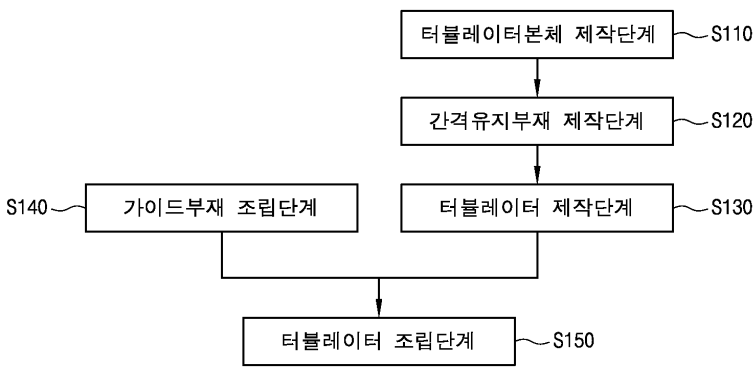 터뷸레이터본체 제작단계 S110
간격유지부재 제작단계 S120
S140 가이드부재 조립단계 터뷸레이터 제작단계 S130
터뷸레이터 조립단계 S150